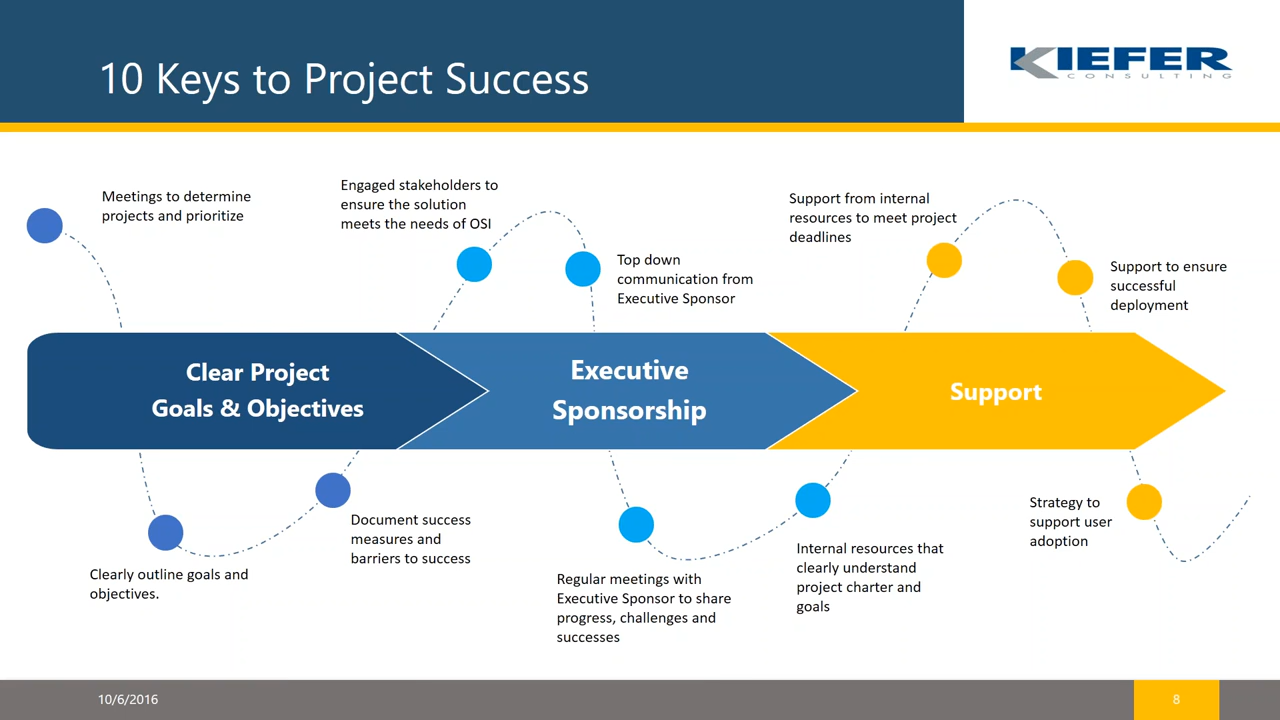 10 Keys to Project Success
KIEFER
CONSULTING
Meetings to determine
projects and prioritize
Engaged stakeholders to
ensure the solution
meets the needs of OSI
Top down
communication from
Executive Sponsor
Support from internal
resources to meet project
deadlines
Support to ensure
successful
deployment
Clear Project
Goals & Objectives
Executive
Sponsorship
Support
Clearly outline goals and
objectives.
Document success
measures and
barriers to success
Regular meetings with
Executive Sponsor to share
progress, challenges and
successes
Internal resources that
clearly understand
project charter and
goals
Strategy to
support user
adoption
10/6/2016
8